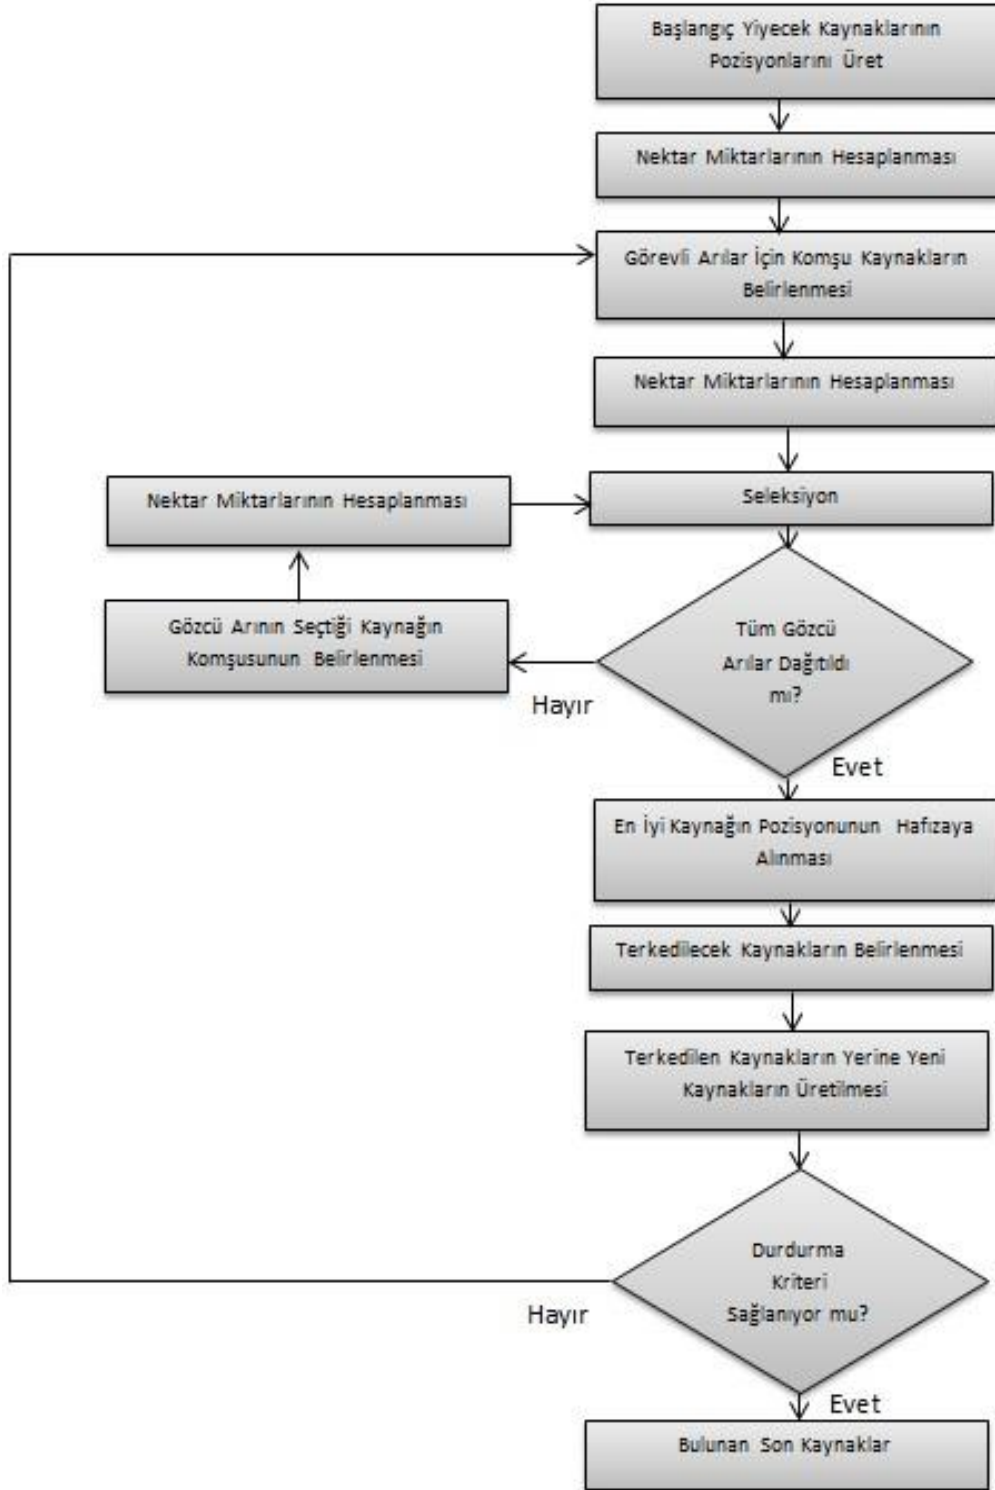 Başlangıç Yiyecek Kaynaklarının
Pozisyonlarını Üret
Nektar Miktarlarının Hesaplanması
Görevli Arılar İçin Komşu Kaynakların
Belirlenmesi
Nektar Miktarlarının Hesaplanması
Seleksiyon
Nektar Miktarlarının Hesaplanması
Gözcü Arının Seçtiği Kaynağın
Komşusunun Belirlenmesi
Tüm Gözcü
Arılar Dağıtıldı
mı?
Hayır
Evet
En İyi Kaynağın Pozisyonunun Hafızaya
Alınması
Terkedilecek Kaynakların Belirlenmesi
Terkedilen Kaynakların Yerine Yeni
Kaynakların Üretilmesi
Durdurma
Kriteri
Sağlanıyor mu?
Hayır
Evet
Bulunan Son Kaynaklar